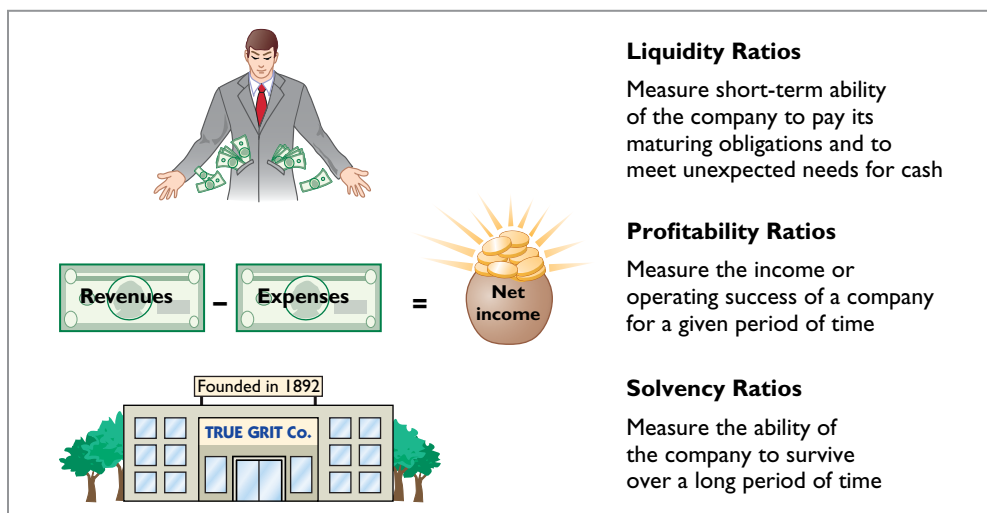 Liquidity Ratios
Measure short-term ability
of the company to pay its
maturing obligations and to
meet unexpected needs for cash
Revenues – Expenses = Net income
Profitability Ratios
Measure the income or
operating success of a company
for a given period of time
Founded in 1892
TRUE GRIT Co.
Solvency Ratios
Measure the ability of
the company to survive
over a long period of time